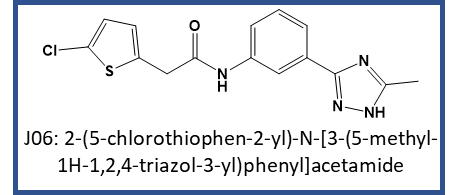 O
Cl
S
N
H
N
N
NH
J06: 2-(5-chlorothiophen-2-yl)-N-[3-(5-methyl-
1H-1,2,4-triazol-3-yl)phenyl]acetamide